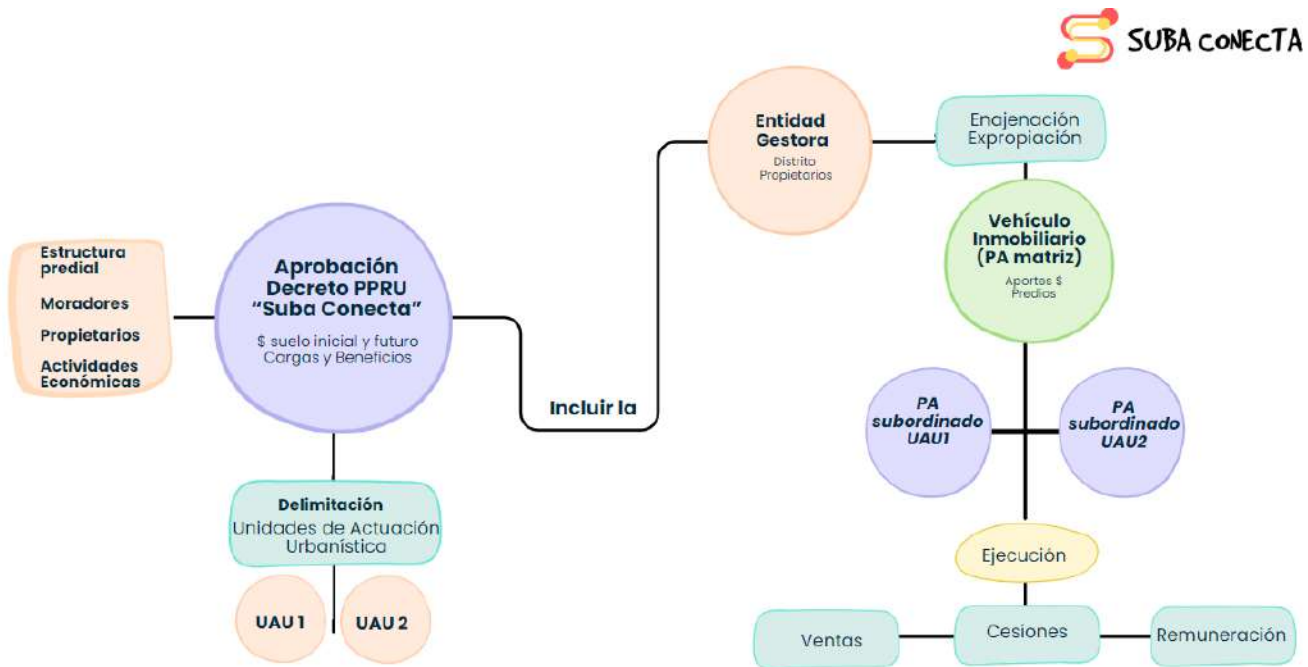 SUBA CONECTA
Entidad
Gestora
Distrito
Propietarios
Enajenación
Expropiación
Vehículo
Inmobiliario
(PA matriz)
Aportes $
Predios
Estructura
predial
Moradores
Propietarios
Actividades
Económicas
Aprobación
Decreto PPRU
“Suba Conecta”
$ suelo inicial y futuro
Cargas y Beneficios
Incluir la
PA
subordinado
UAU1
PA
subordinado
UAU2
Delimitación
Unidades de Actuación
Urbanística
UAU 1
UAU 2
Ejecución
Ventas
Cesiones
Remuneración